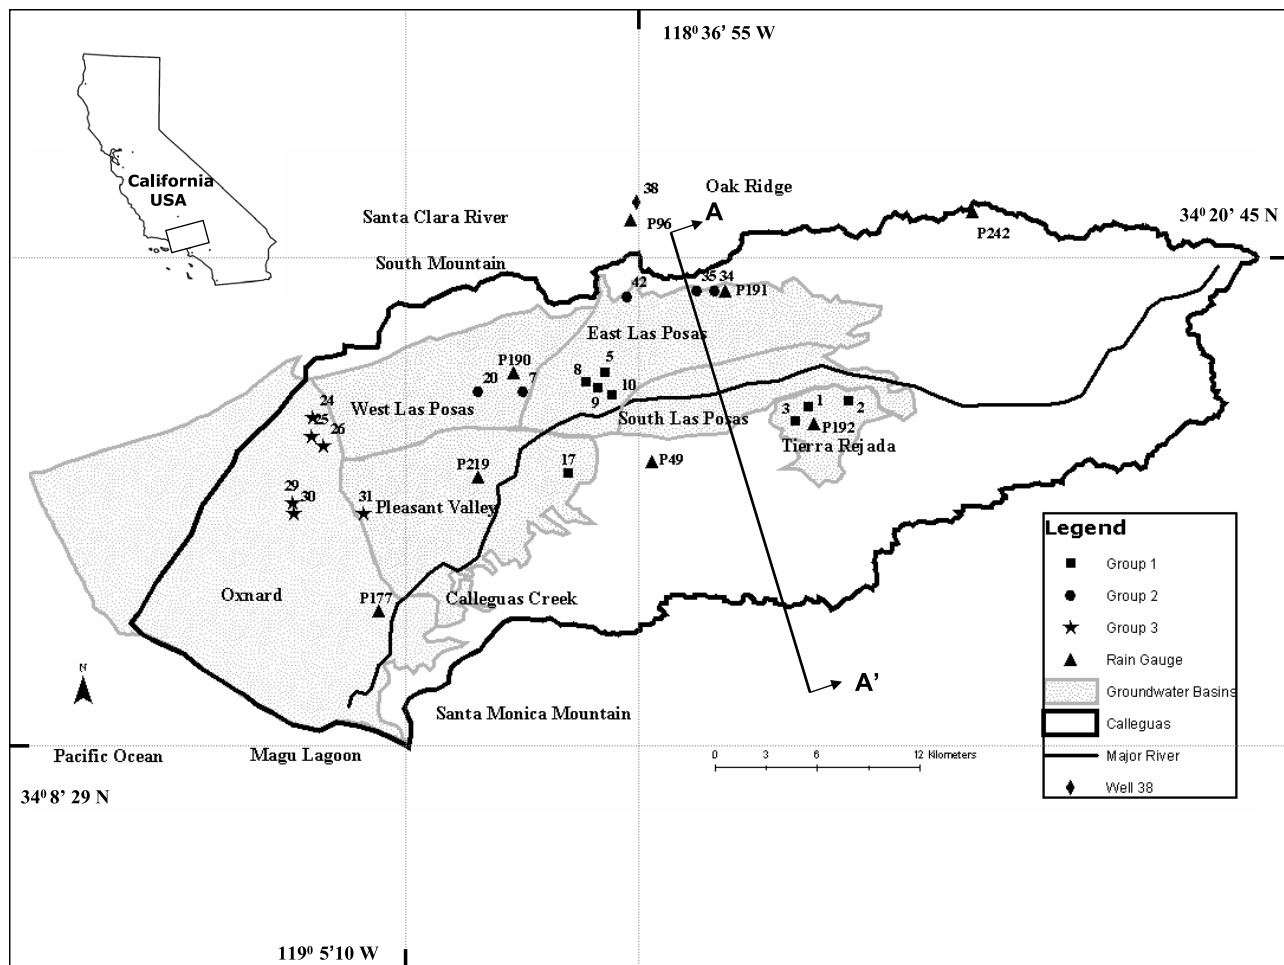 118⁰ 36’ 55 W
California
USA
38
Oak Ridge
Santa Clara River
P96
A
34⁰ 20’ 45 N
P242
South Mountain
42
35
34
P191
East Las Posas
P190
5
8
20
7
10
9
24
West Las Posas
South Las Posas
1
2
3
P192
25
26
Tierra Rejada
P219
17
P49
29
30
31
Pleasant Valley
Oxnard
P177
Calleguas Creek
A’
Santa Monica Mountain
N
Pacific Ocean
Magu Lagoon
34⁰ 8’ 29 N
119⁰ 5’10 W
0 3 6 12 Kilometers
Legend
Group 1
Group 2
Group 3
Rain Gauge
Groundwater Basins
Calleguas
Major River
Well 38